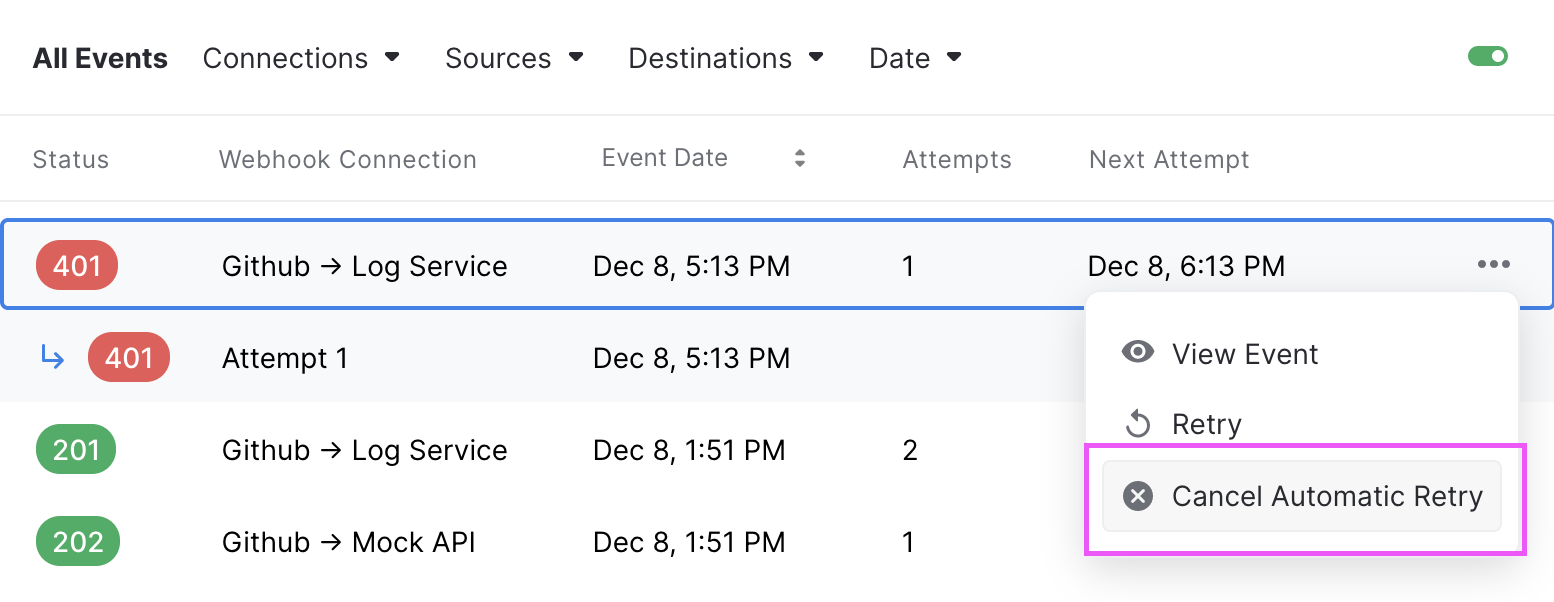 All Events Connections Sources Destinations Date
Status Webhook Connection Event Date Attempts Next Attempt
401 Github → Log Service Dec 8, 5:13 PM 1 Dec 8, 6:13 PM
401 Attempt 1 Dec 8, 5:13 PM
View Event
Retry
201 Github → Log Service Dec 8, 1:51 PM 2
Cancel Automatic Retry
202 Github → Mock API Dec 8, 1:51 PM 1